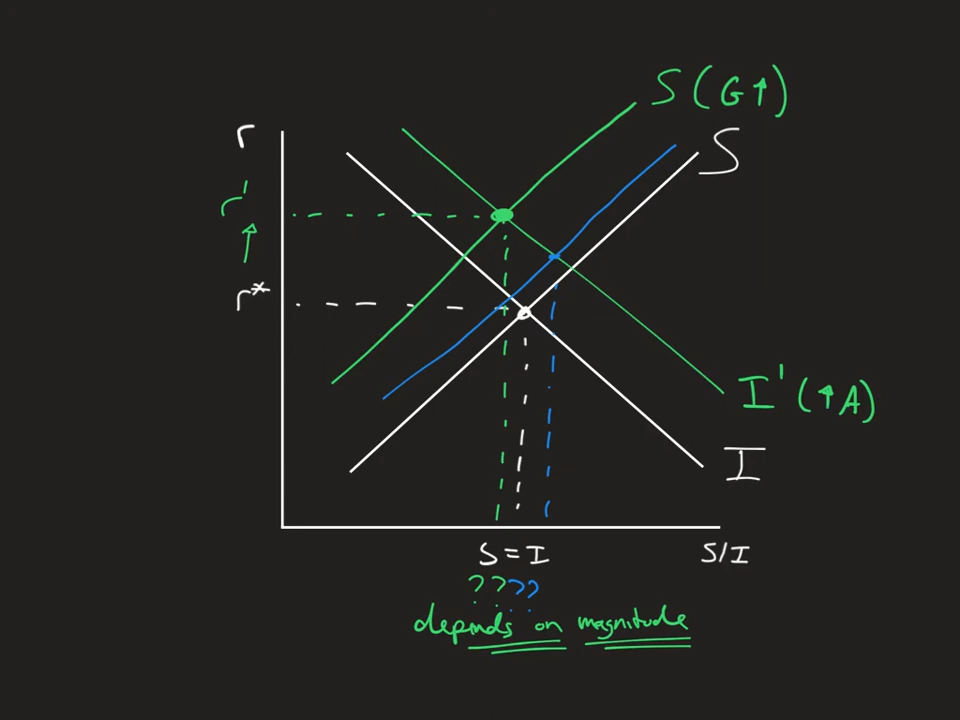 S (G↑)
r
S
r'
↑
r*
I' (↑A)
I
S = I
S/I
????
depends on magnitude